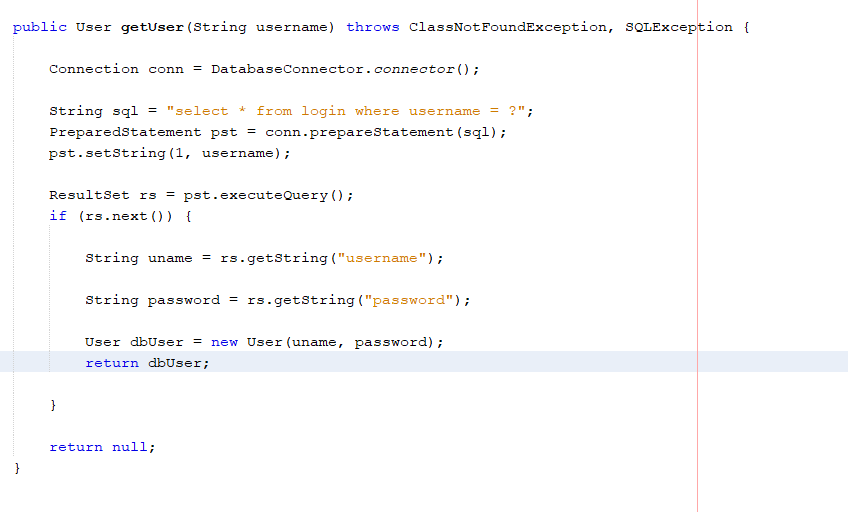 public User getUser(String username) throws ClassNotFoundException, SQLException {
Connection conn = DatabaseConnector.connector();
String sql = "select * from login where username = ?";
PreparedStatement pst = conn.prepareStatement(sql);
pst.setString(1, username);
ResultSet rs = pst.executeQuery();
if (rs.next()) {
String uname = rs.getString("username");
String password = rs.getString("password");
User dbUser = new User(uname, password);
return dbUser;
}
return null;
}